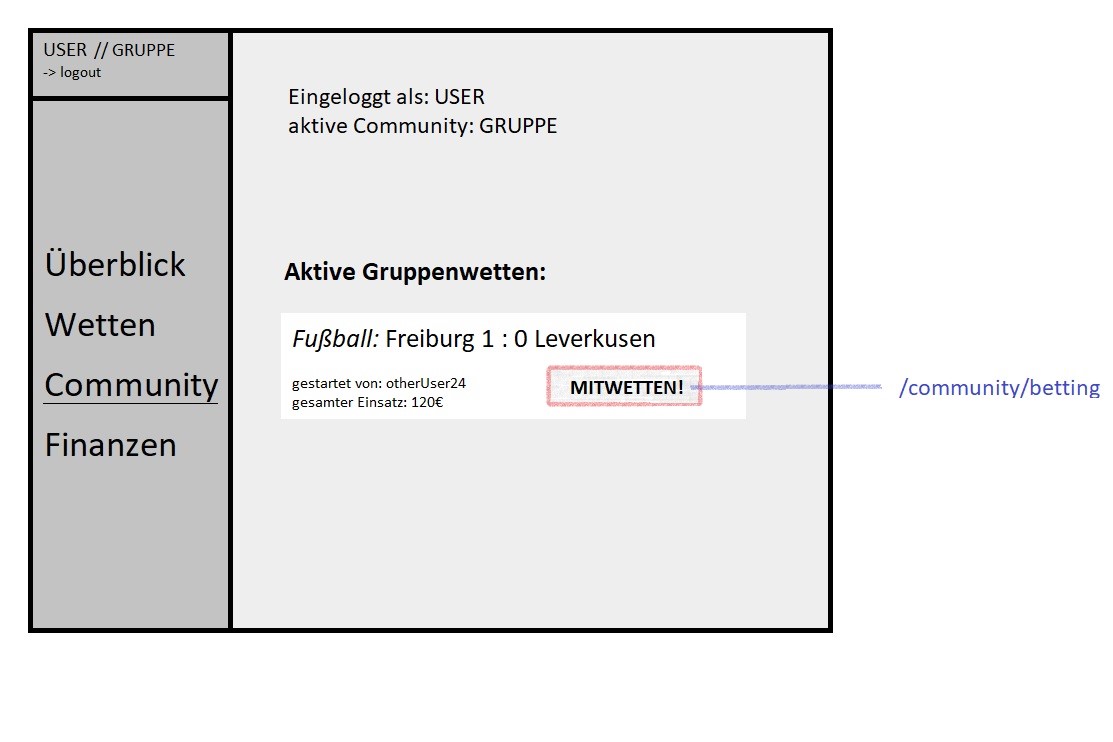 USER // GRUPPE
-> logout
Überblick
Wetten
Community
Finanzen
Eingeloggt als: USER
aktive Community: GRUPPE
Aktive Gruppenwetten:
Fußball: Freiburg 1 : 0 Leverkusen
gestartet von: otherUser24
gesamter Einsatz: 120€
MITWETTEN!
/community/betting